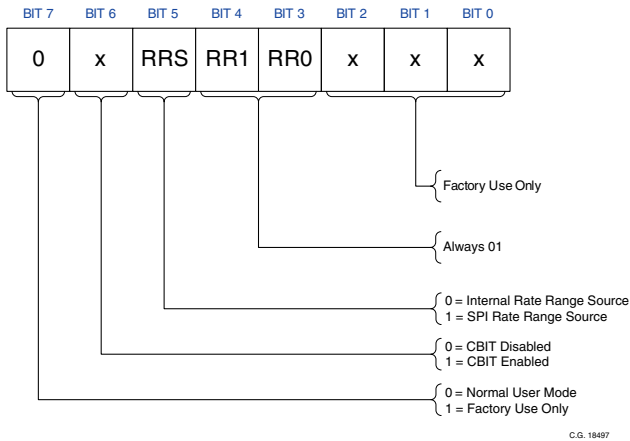 BIT 7 BIT 6 BIT 5 BIT 4 BIT 3 BIT 2 BIT 1 BIT 0
0 x RRS RR1 RR0 x x x
Factory Use Only
Always 01
0 = Internal Rate Range Source
1 = SPI Rate Range Source
0 = CBIT Disabled
1 = CBIT Enabled
0 = Normal User Mode
1 = Factory Use Only
C.G. 18497